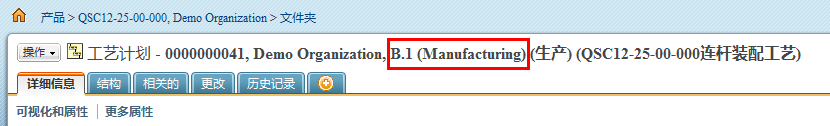 产品 > QSC12-25-00-000, Demo Organization > 文件夹
操作 工艺计划 - 0000000041, Demo Organization, B.1 (Manufacturing) (生产) (QSC12-25-00-000连杆装配工艺)
详细信息 结构 相关的 更改 历史记录
可视化和属性 更多属性